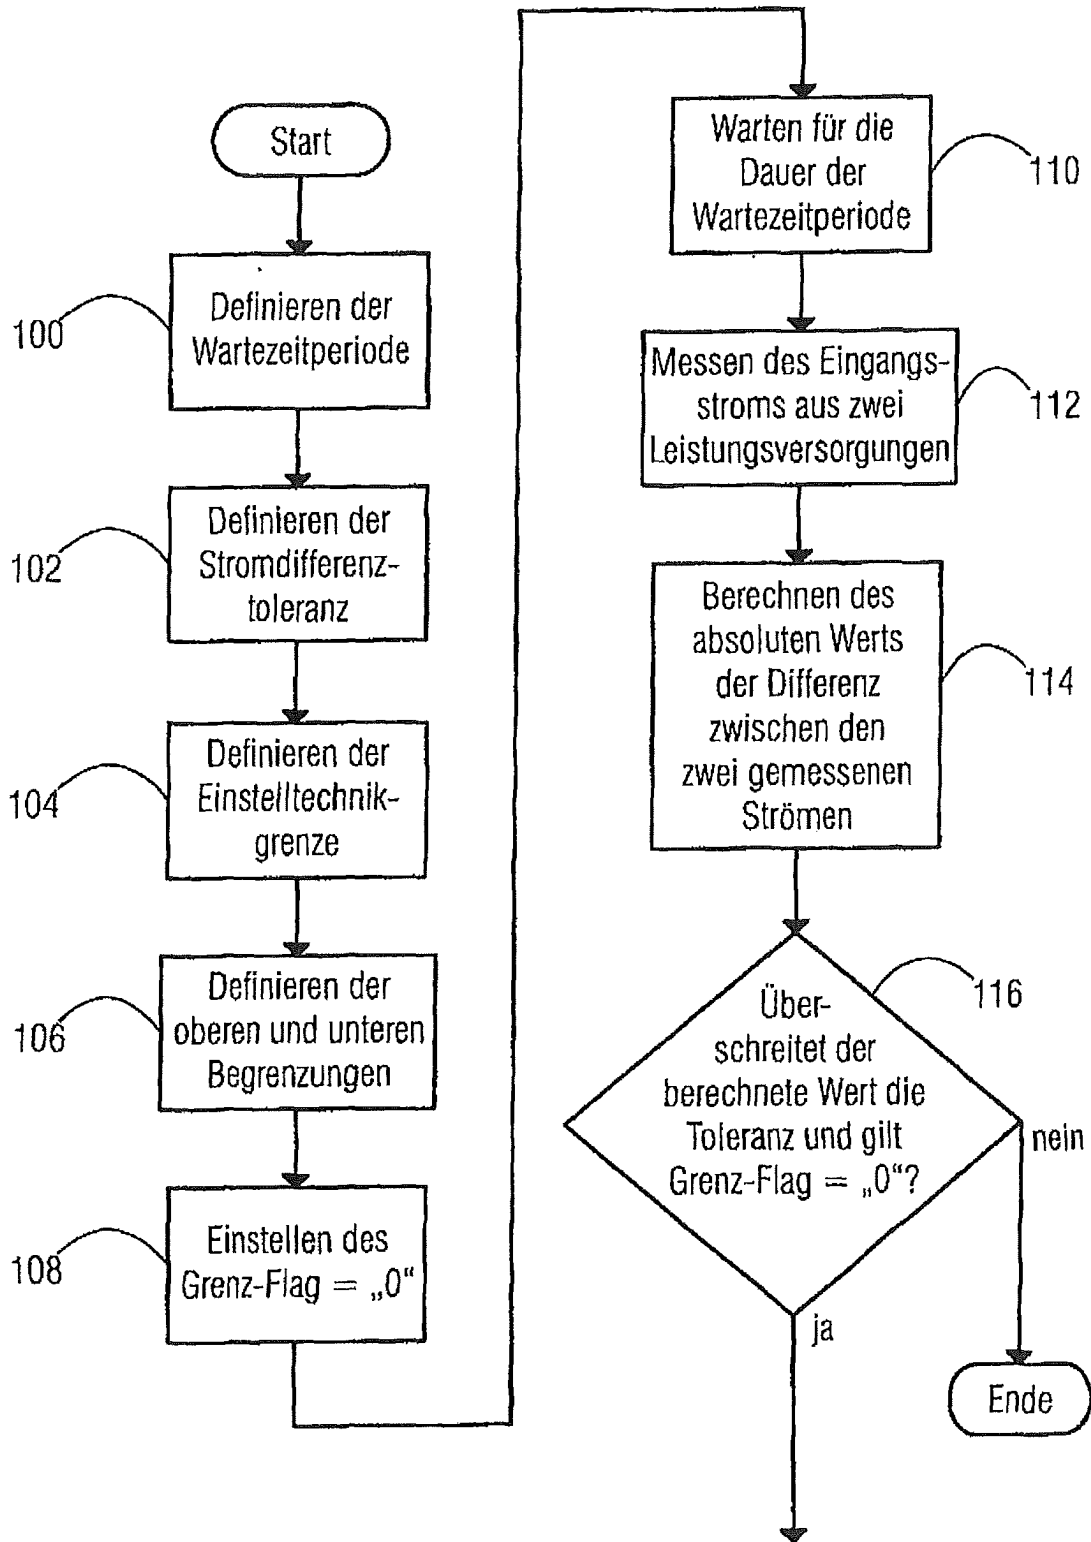 Start
100
Definieren der
Wartezeitperiode
102
Definieren der
Stromdifferenz-
toleranz
104
Definieren der
Einstelltechnik-
grenze
106
Definieren der
oberen und unteren
Begrenzungen
108
Einstellen des
Grenz-Flag = „0“
Warten für die
Dauer der
Wartezeitperiode
110
Messen des Eingangs-
stroms aus zwei
Leistungsversorgungen
112
Berechnen des
absoluten Werts
der Differenz
zwischen den
zwei gemessenen
Strömen
114
Über-
schreitet der
berechnete Wert die
Toleranz und gilt
Grenz-Flag = „0“?
116
nein
ja
Ende